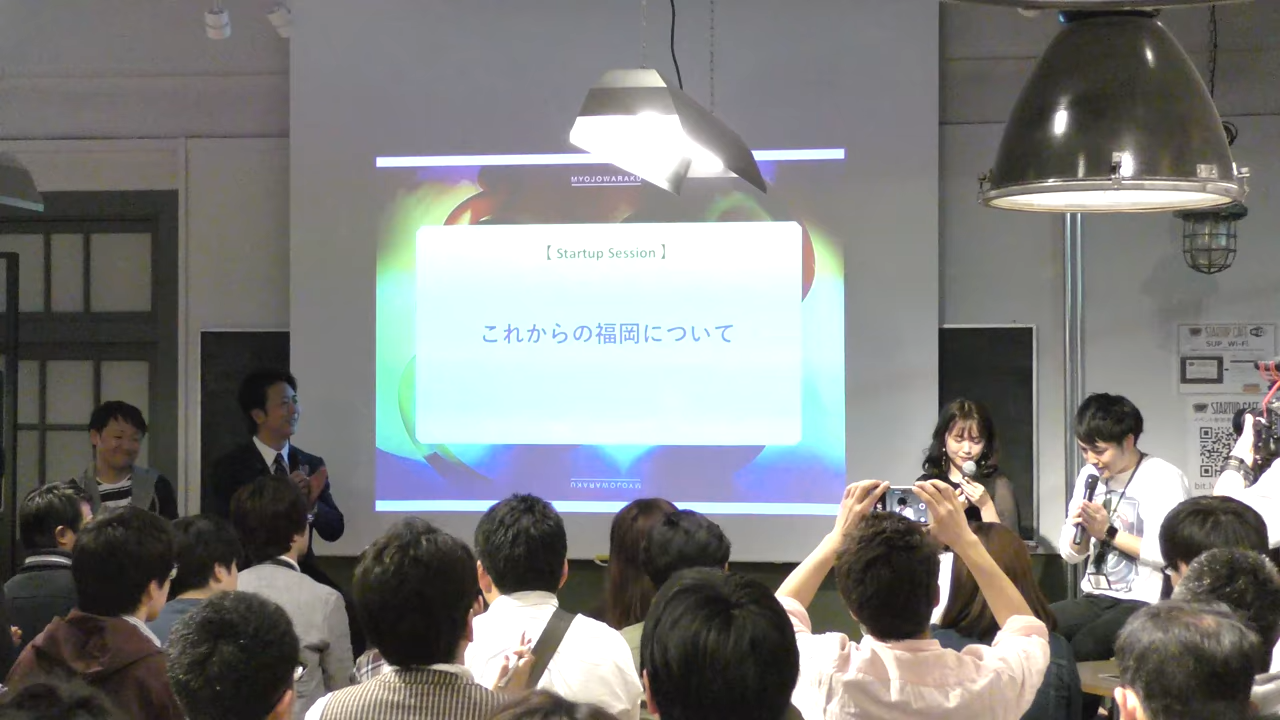 MYOJOWARAKU
【 Startup Session 】
これからの福岡について
MYOJOWARAKU
STARTUP CAFE
SUP_Wi-Fi
STARTUP CAFE
bit.l